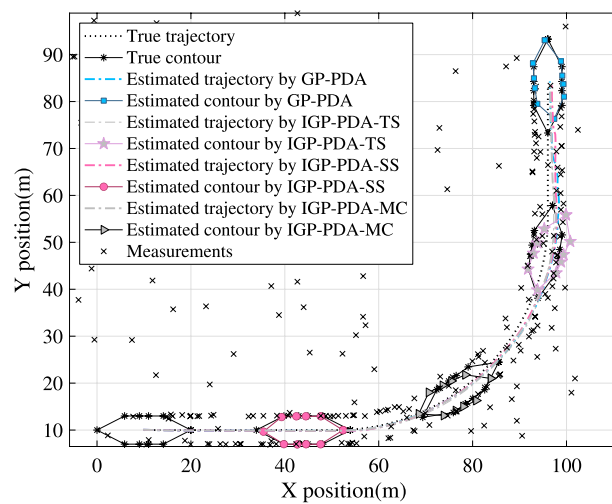 True trajectory
True contour
Estimated trajectory by GP-PDA
Estimated contour by GP-PDA
Estimated trajectory by IGP-PDA-TS
Estimated contour by IGP-PDA-TS
Estimated trajectory by IGP-PDA-SS
Estimated contour by IGP-PDA-SS
Estimated trajectory by IGP-PDA-MC
Estimated contour by IGP-PDA-MC
Measurements
Y position(m)
90
80
70
60
50
40
30
20
10
0 20 40 60 80 100
X position(m)